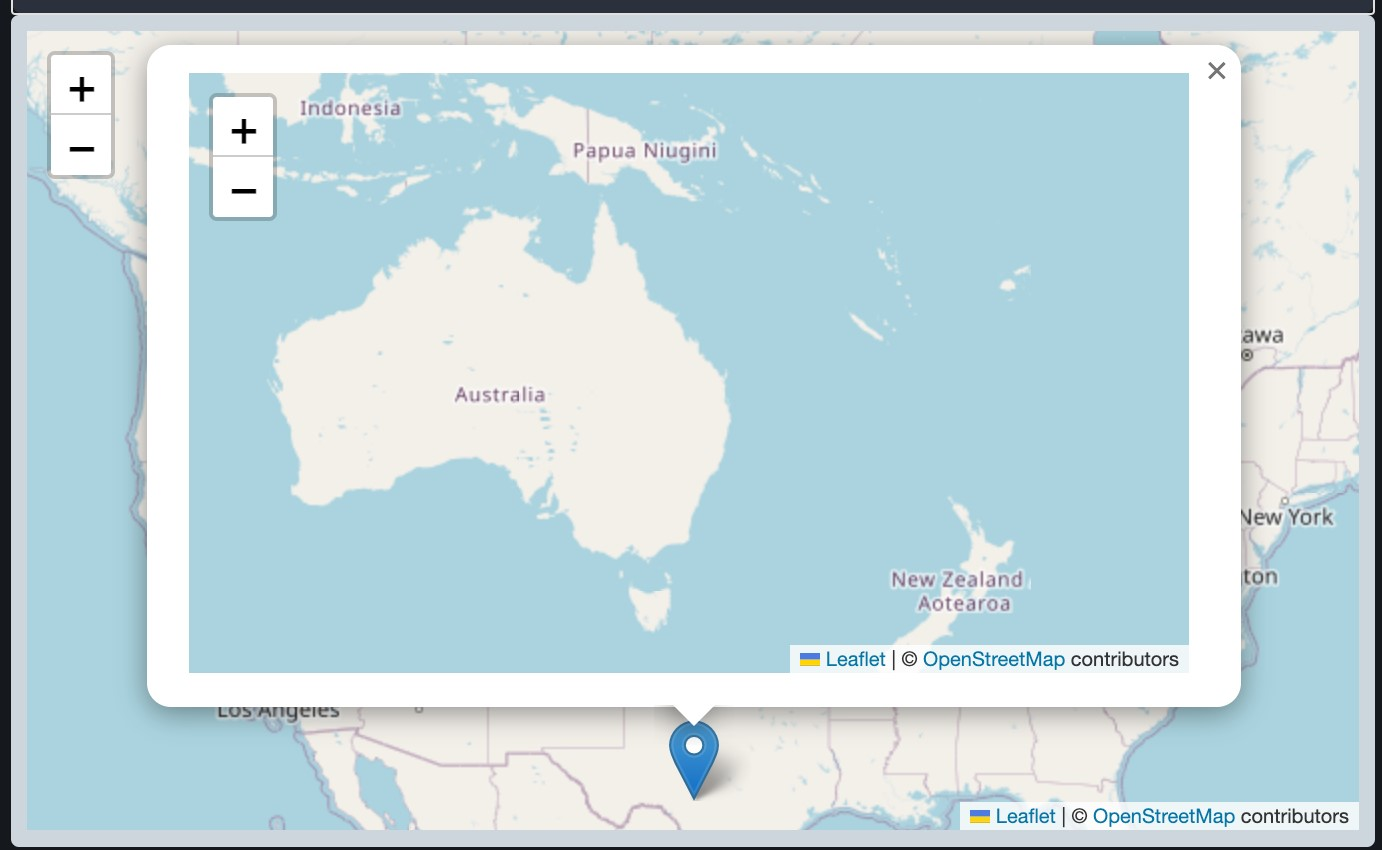 +
−
×
+
−
Indonesia
Papua Niugini
Australia
New Zealand
Aotearoa
Leaflet | © OpenStreetMap contributors
awa
New York
ton
Los Angeles
Leaflet | © OpenStreetMap contributors